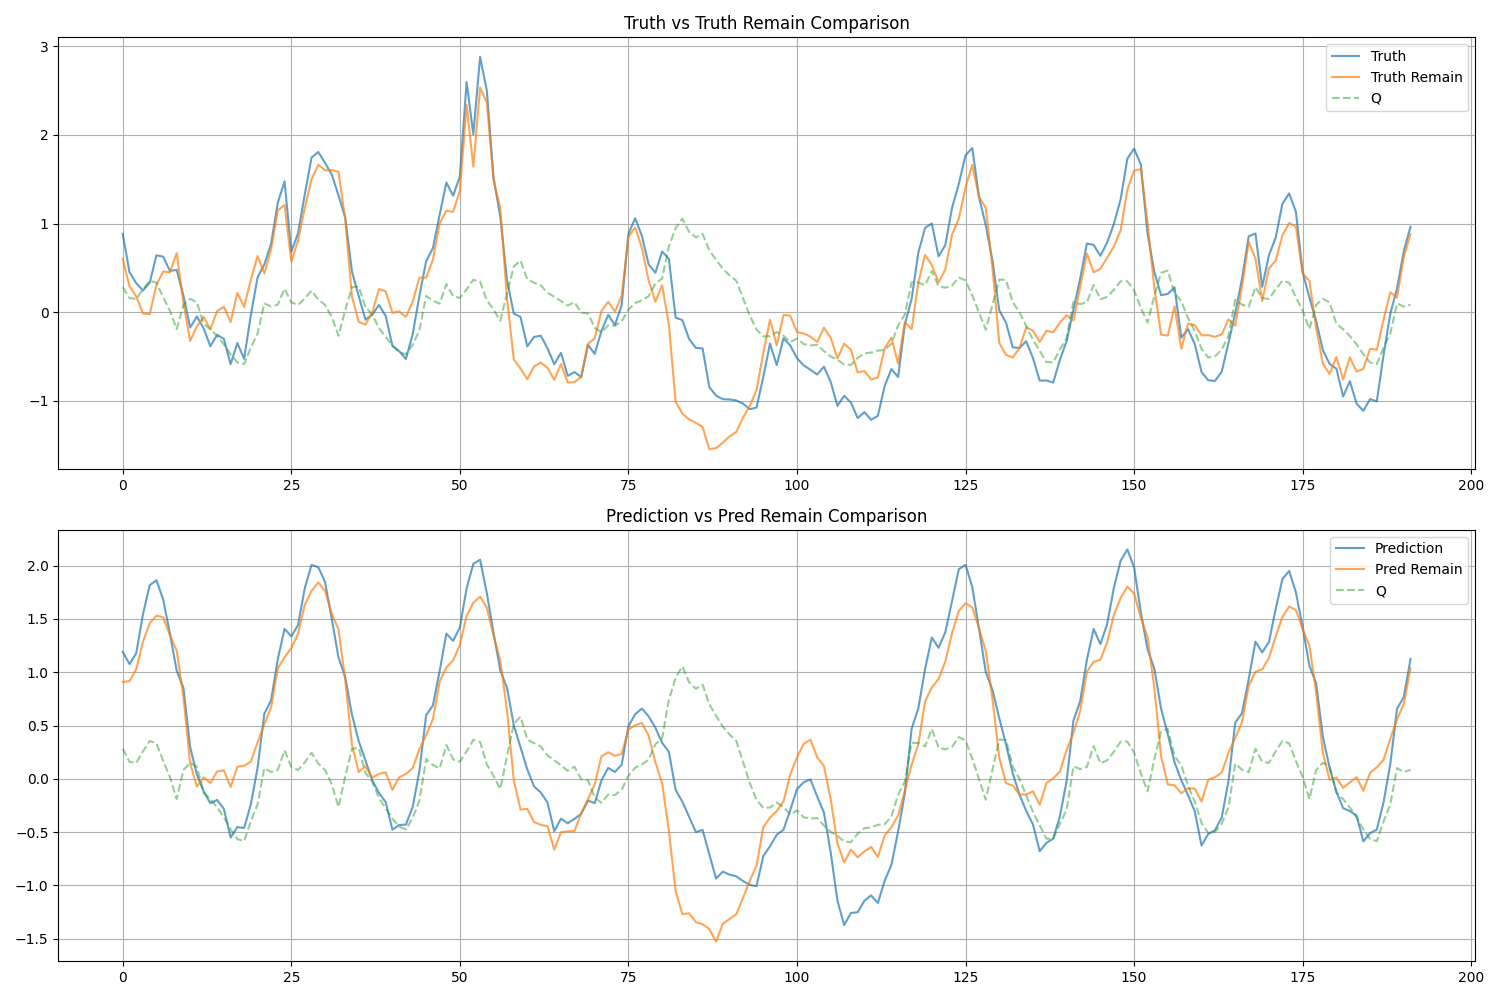 Truth vs Truth Remain Comparison
3
2
1
0
−1
Truth
Truth Remain
Q
0 25 50 75 100 125 150 175 200
Prediction vs Pred Remain Comparison
2.0
1.5
1.0
0.5
0.0
−0.5
−1.0
−1.5
Prediction
Pred Remain
Q
0 25 50 75 100 125 150 175 200